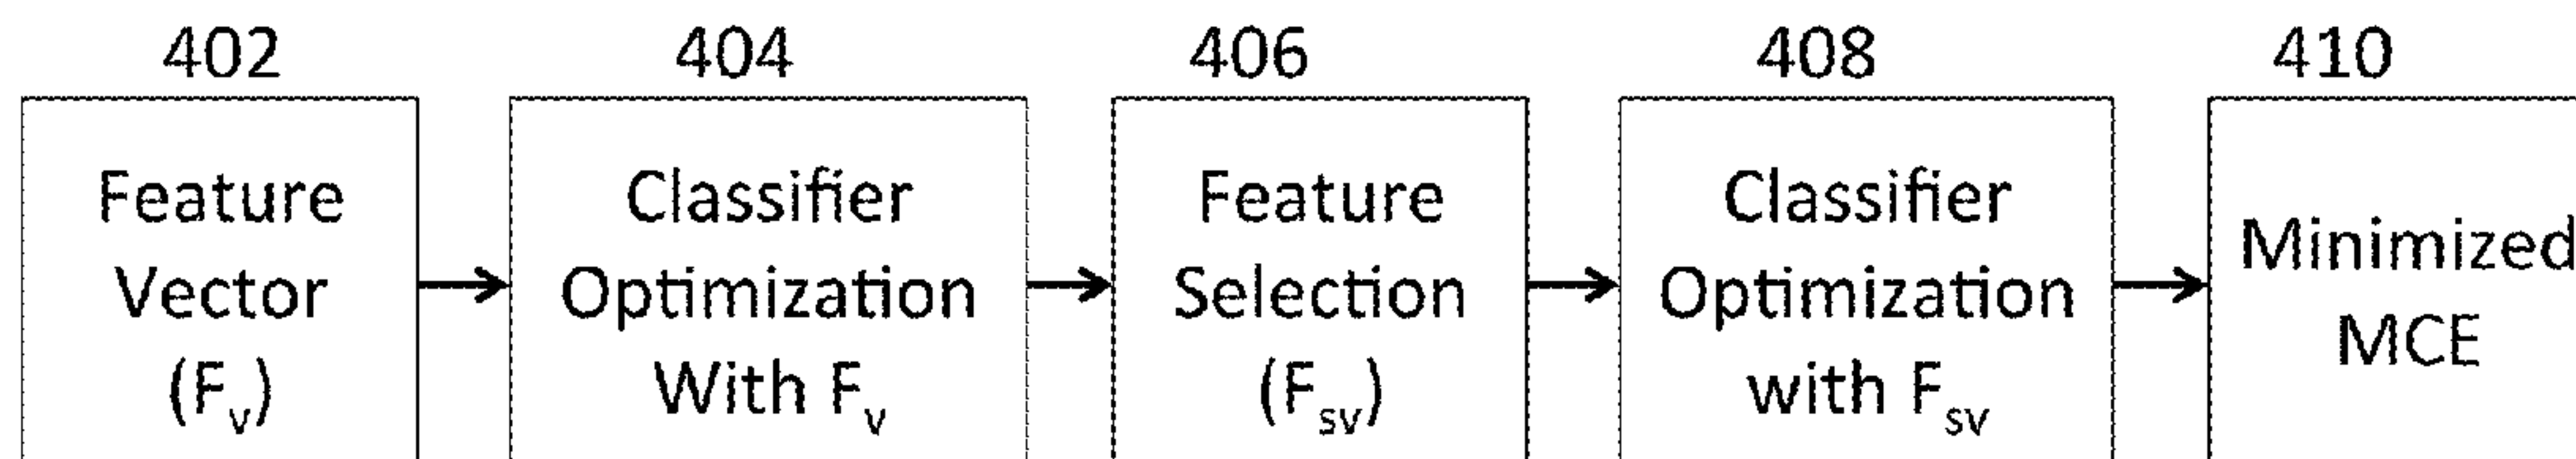 402 404 406 408 410
Feature
Vector
(Fv)
Classifier
Optimization
With Fv
Feature
Selection
(Fsv)
Classifier
Optimization
with Fsv
Minimized
MCE